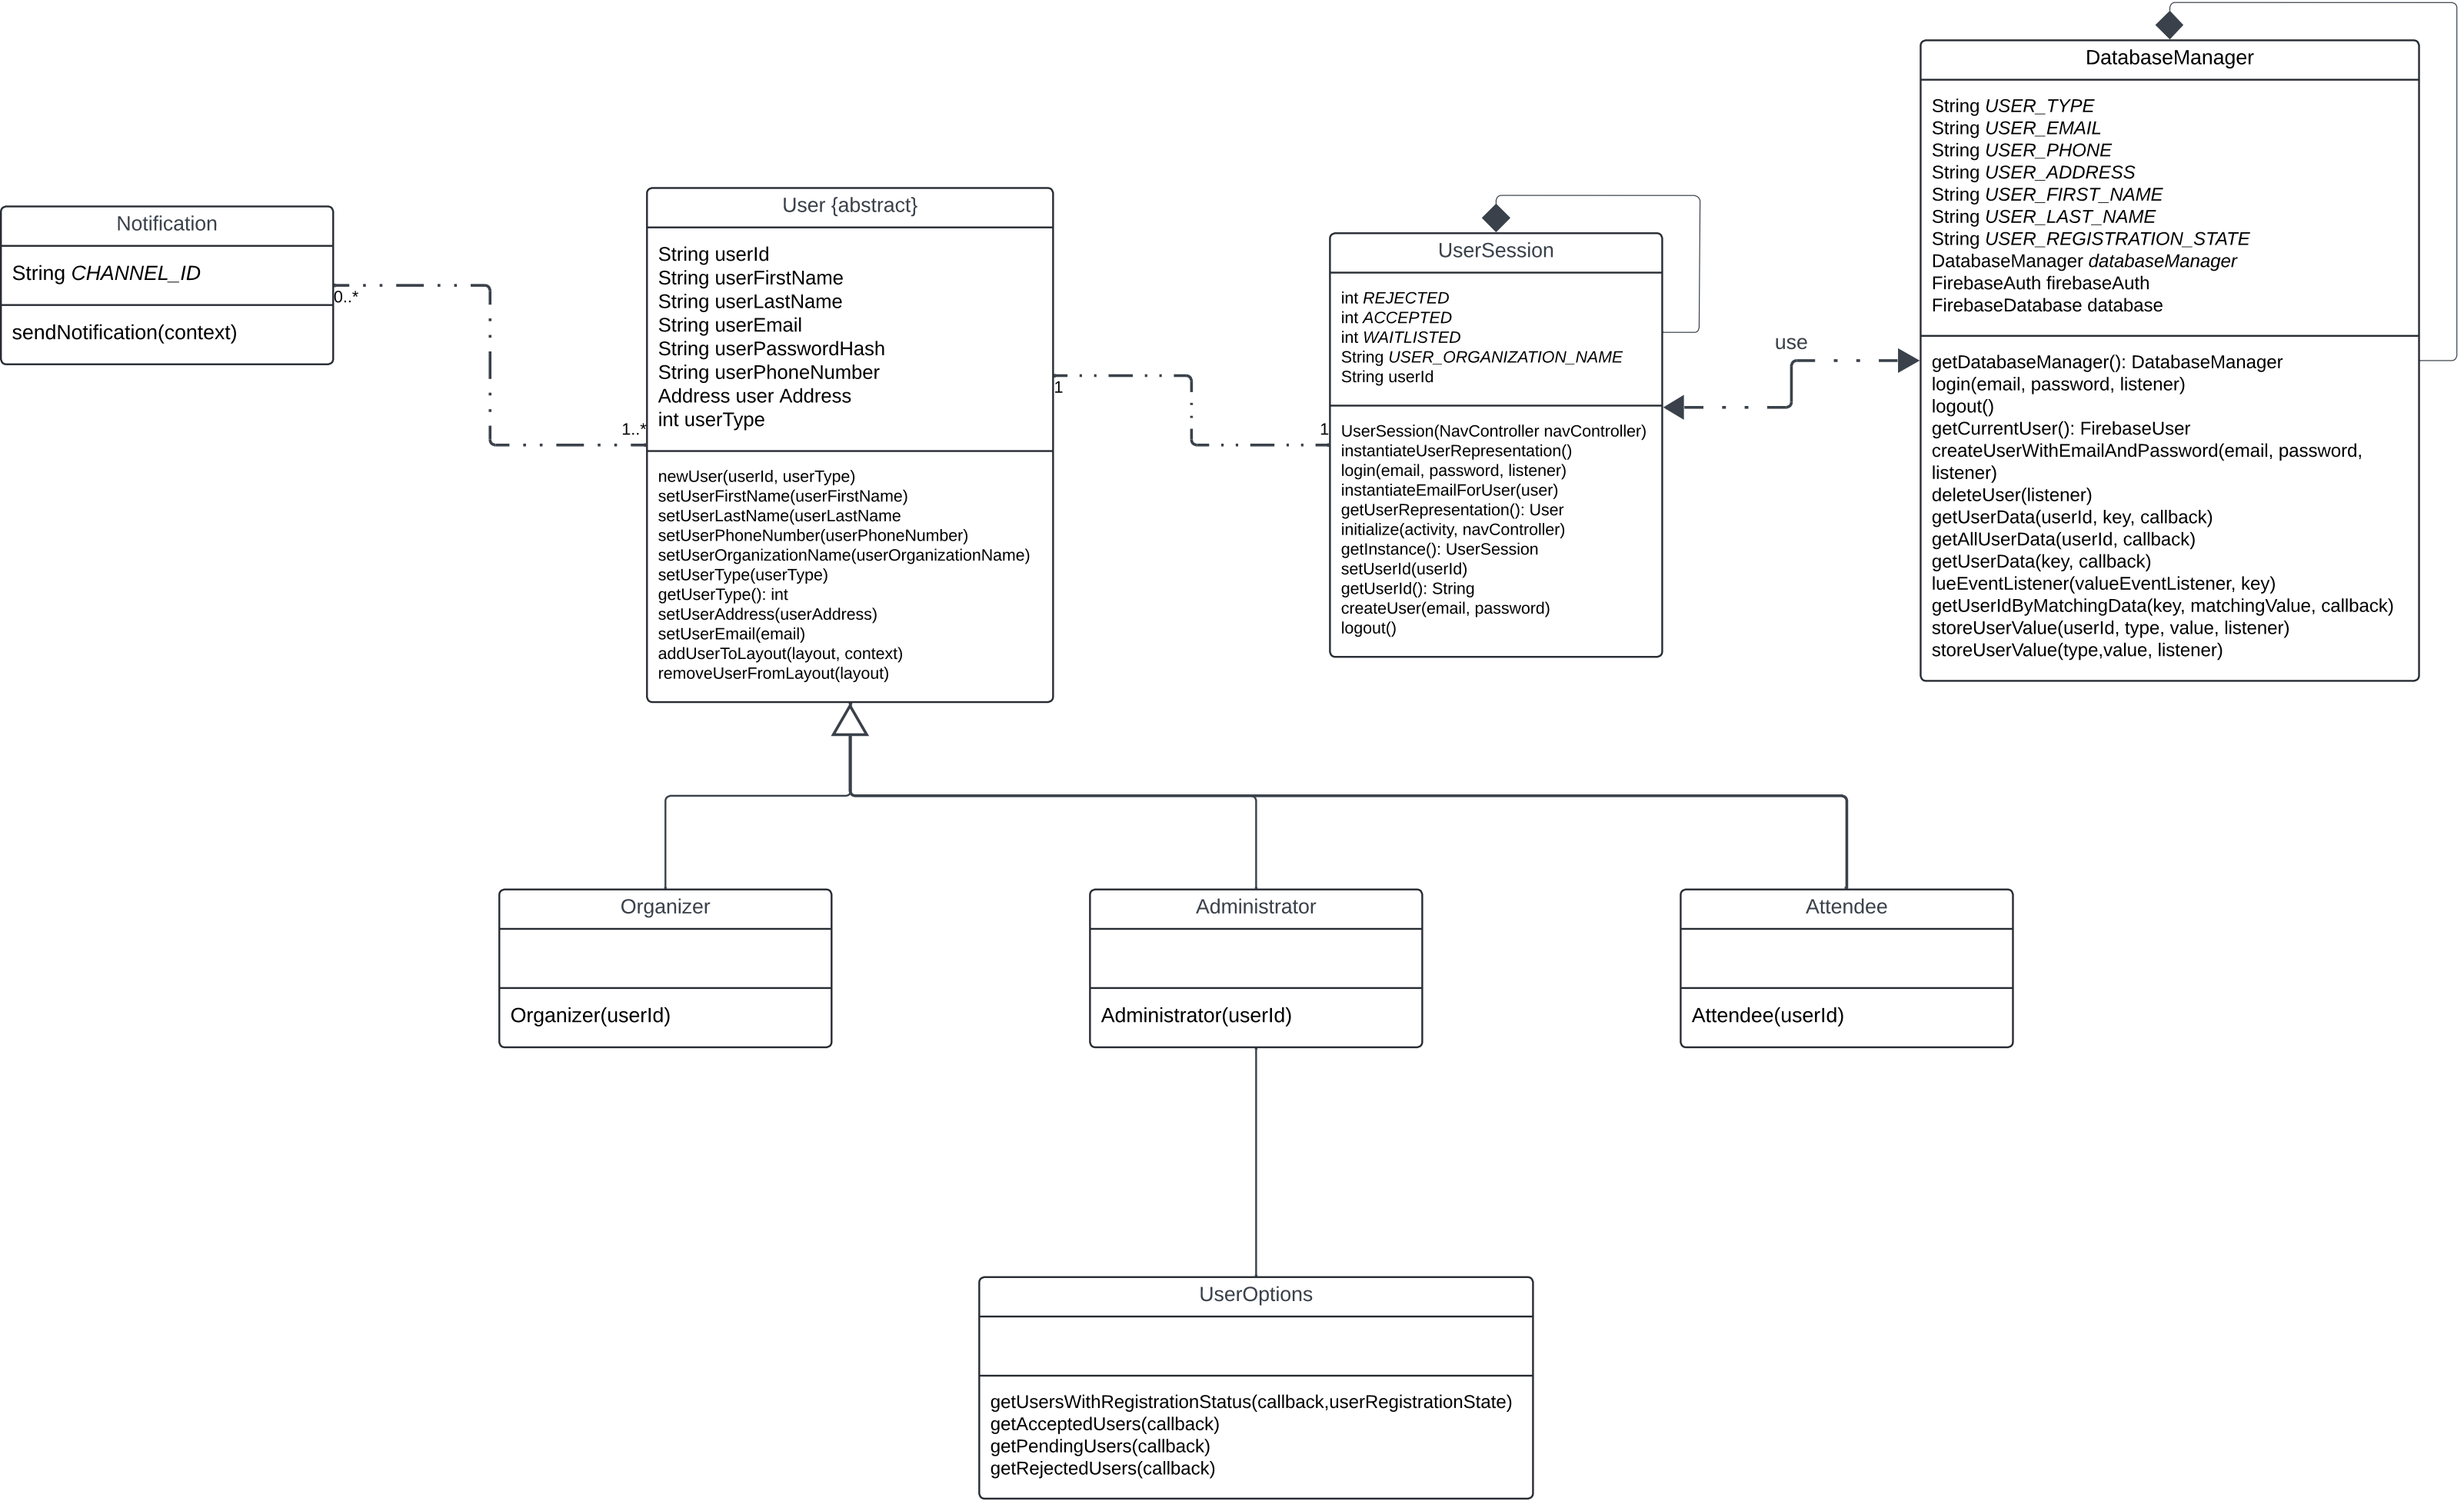 DatabaseManager
String USER_TYPE
String USER_EMAIL
String USER_PHONE
String USER_ADDRESS
String USER_FIRST_NAME
String USER_LAST_NAME
String USER_REGISTRATION_STATE
DatabaseManager databaseManager
FirebaseAuth firebaseAuth
FirebaseDatabase database
getDatabaseManager(): DatabaseManager
login(email, password, listener)
logout()
getCurrentUser(): FirebaseUser
createUserWithEmailAndPassword(email, password,
listener)
deleteUser(listener)
getUserData(userId, key, callback)
getAllUserData(userId, callback)
getUserData(key, callback)
lueEventListener(valueEventListener, key)
getUserIdByMatchingData(key, matchingValue, callback)
storeUserValue(userId, type, value, listener)
storeUserValue(type,value, listener)
User {abstract}
String userId
String userFirstName
String userLastName
String userEmail
String userPasswordHash
String userPhoneNumber
Address user Address
int userType
newUser(userId, userType)
setUserFirstName(userFirstName)
setUserLastName(userLastName
setUserPhoneNumber(userPhoneNumber)
setUserOrganizationName(userOrganizationName)
setUserType(userType)
getUserType(): int
setUserAddress(userAddress)
setUserEmail(email)
addUserToLayout(layout, context)
removeUserFromLayout(layout)
Notification
String CHANNEL_ID
sendNotification(context)
0..*
1..*
1
1
UserSession
int REJECTED
int ACCEPTED
int WAITLISTED
String USER_ORGANIZATION_NAME
String userId
UserSession(NavController navController)
instantiateUserRepresentation()
login(email, password, listener)
instantiateEmailForUser(user)
getUserRepresentation(): User
initialize(activity, navController)
getInstance(): UserSession
setUserId(userId)
getUserId(): String
createUser(email, password)
logout()
use
Organizer
Organizer(userId)
Administrator
Administrator(userId)
Attendee
Attendee(userId)
UserOptions
getUsersWithRegistrationStatus(callback,userRegistrationState)
getAcceptedUsers(callback)
getPendingUsers(callback)
getRejectedUsers(callback)